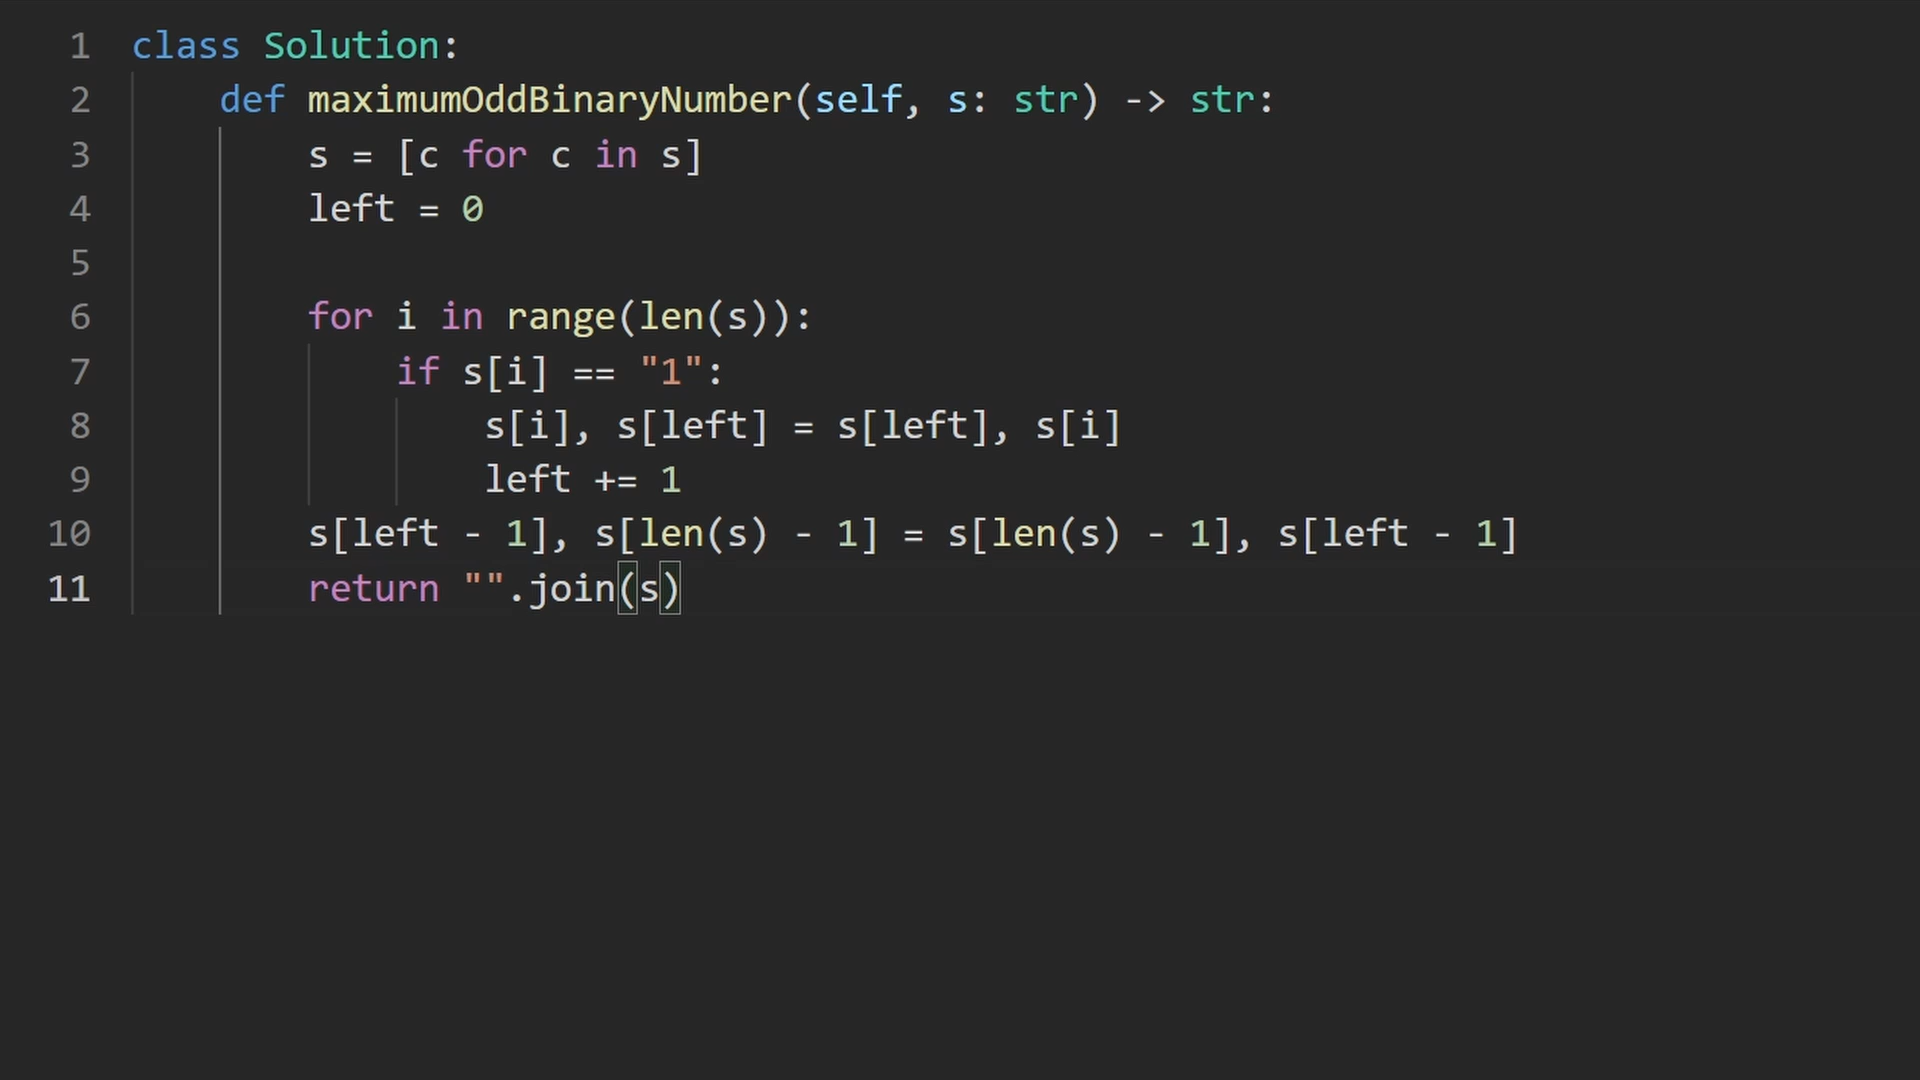 1 class Solution:
2     def maximumOddBinaryNumber(self, s: str) -> str:
3         s = [c for c in s]
4         left = 0
5
6         for i in range(len(s)):
7             if s[i] == "1":
8                 s[i], s[left] = s[left], s[i]
9                 left += 1
10         s[left - 1], s[len(s) - 1] = s[len(s) - 1], s[left - 1]
11         return "".join(s)